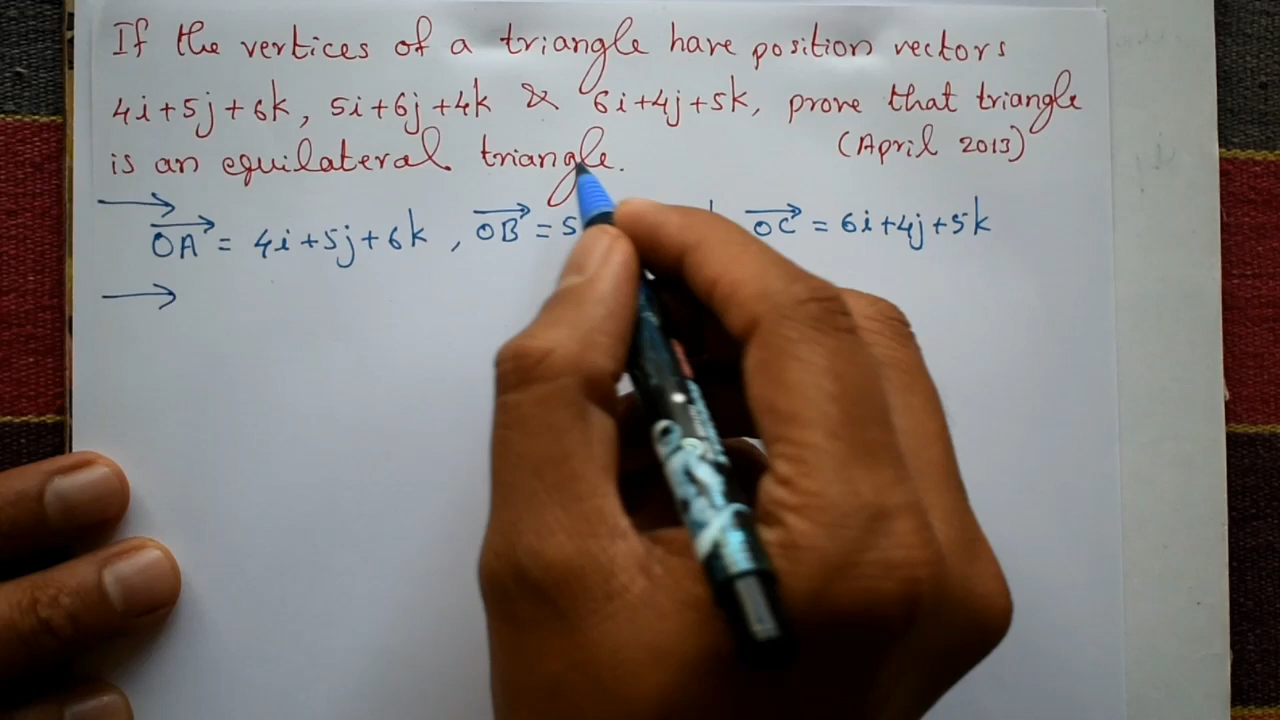 If the vertices of a triangle have position vectors
4i+5j+6k, 5i+6j+4k & 6i+4j+5k, prove that triangle
is an equilateral triangle. (April 2013)
→ OA = 4i+5j+6k, OB = 5 OC = 6i+4j+5k
→